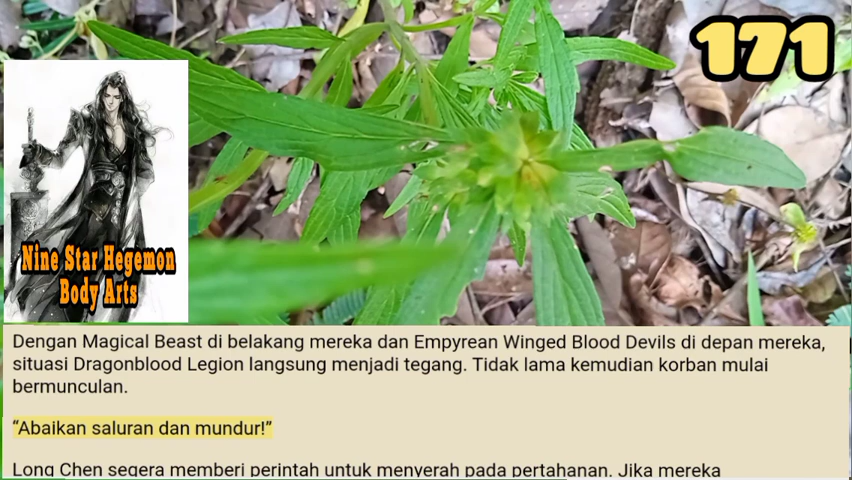 171
Nine Star Hegemon
Body Arts
Dengan Magical Beast di belakang mereka dan Empyrean Winged Blood Devils di depan mereka,
situasi Dragonblood Legion langsung menjadi tegang. Tidak lama kemudian korban mulai
bermunculan.
“Abaikan saluran dan mundur!”
Long Chen segera memberi perintah untuk menyerah pada pertahanan. Jika mereka